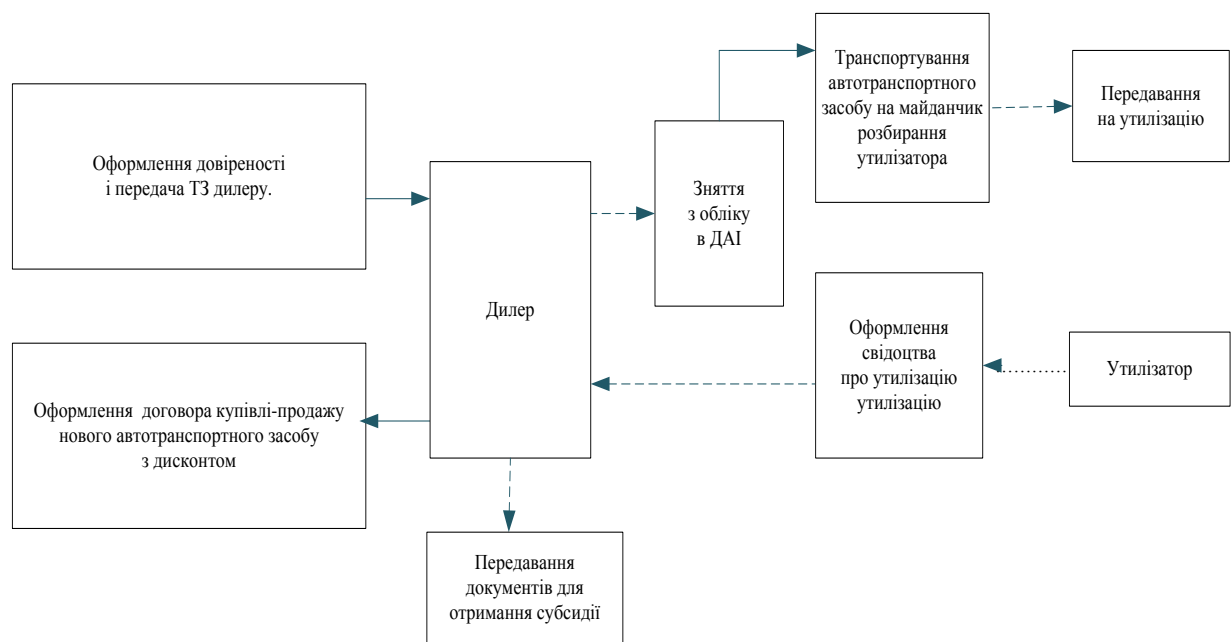 Оформлення довіреності
і передача ТЗ дилеру.
Дилер
Зняття
з обліку
в ДАІ
Транспортування
автотранспортного
засобу на майданчик
розбирання
утилізатора
Передавання
на утилізацію
Оформлення договора купівлі-продажу
нового автотранспортного засобу
з дисконтом
Оформлення
свідоцтва
про утилізацію
утилізацію
Утилізатор
Передавання
документів для
отримання субсидії